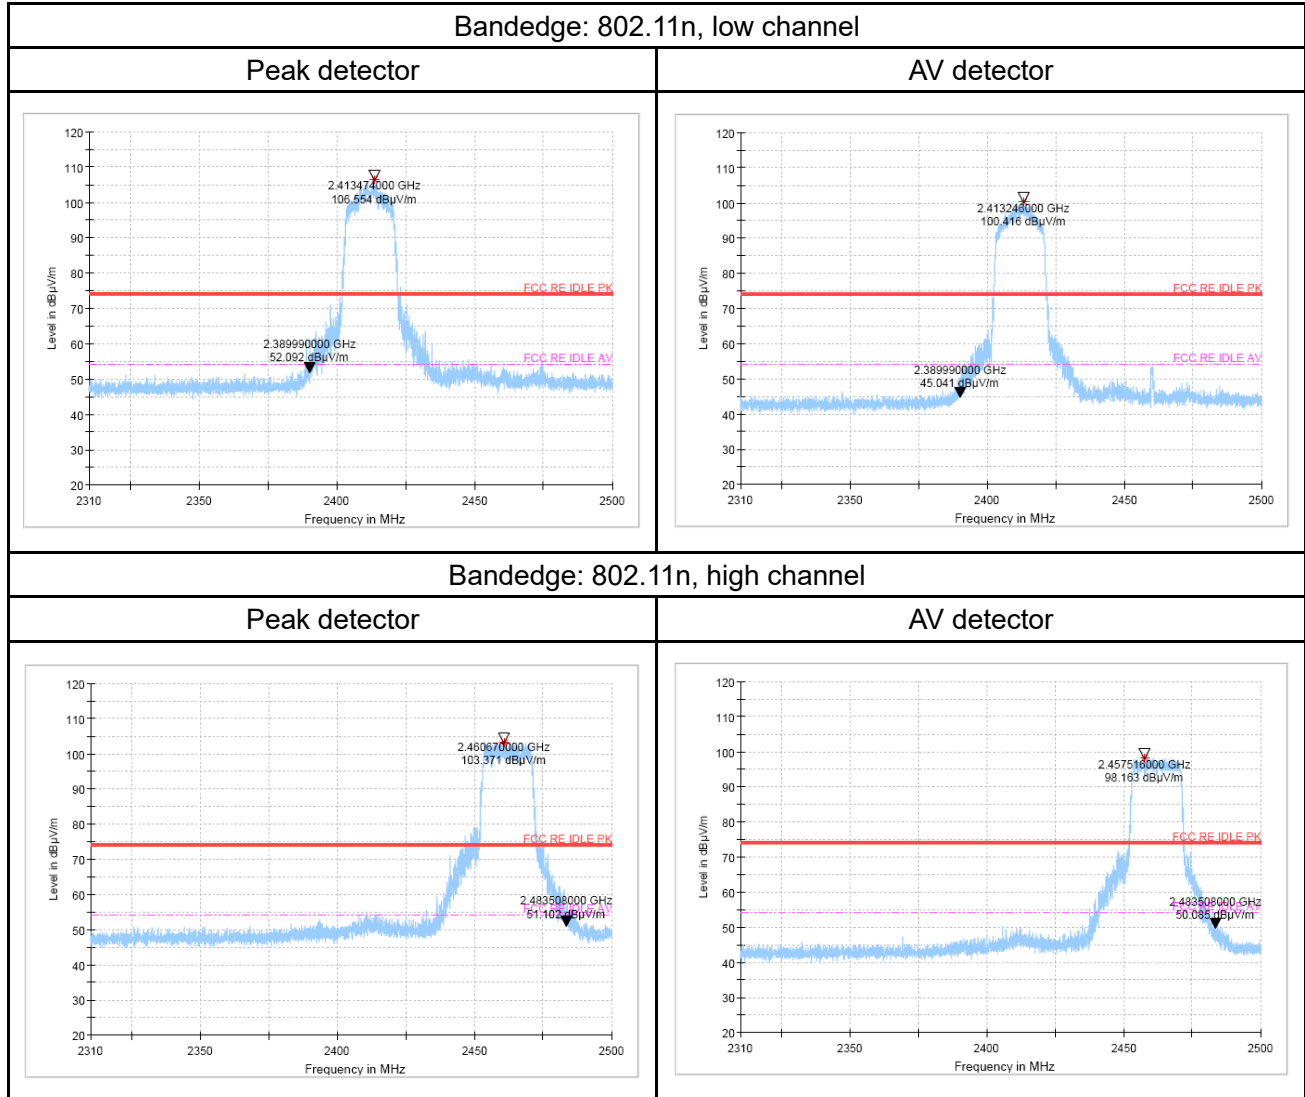 Bandedge: 802.11n, low channel
Peak detector
AV detector
120
110
100
90
80
70
60
50
40
30
20
Level in dBµV/m
2.413474000 GHz
106.554 dBµV/m
FCC RE IDLE PK
2.389990000 GHz
52.092 dBµV/m
FCC RE IDLE AV
2310
2350
2400
2450
2500
Frequency in MHz
120
110
100
90
80
70
60
50
40
30
20
Level in dBµV/m
2.413246000 GHz
100.416 dBµV/m
FCC RE IDLE PK
FCC RE IDLE AV
2.389990000 GHz
45.041 dBµV/m
2310
2350
2400
2450
2500
Frequency in MHz
Bandedge: 802.11n, high channel
Peak detector
AV detector
120
110
100
90
80
70
60
50
40
30
20
Level in dBµV/m
2.460670000 GHz
103.371 dBµV/m
FCC RE IDLE PK
2.483508000 GHz
FCC RE IDLE AV
51.102 dBµV/m
2310
2350
2400
2450
2500
Frequency in MHz
120
110
100
90
80
70
60
50
40
30
20
Level in dBµV/m
2.457516000 GHz
98.163 dBµV/m
FCC RE IDLE PK
2.483508000 GHz
FCC RE IDLE AV
50.085 dBµV/m
2310
2350
2400
2450
2500
Frequency in MHz